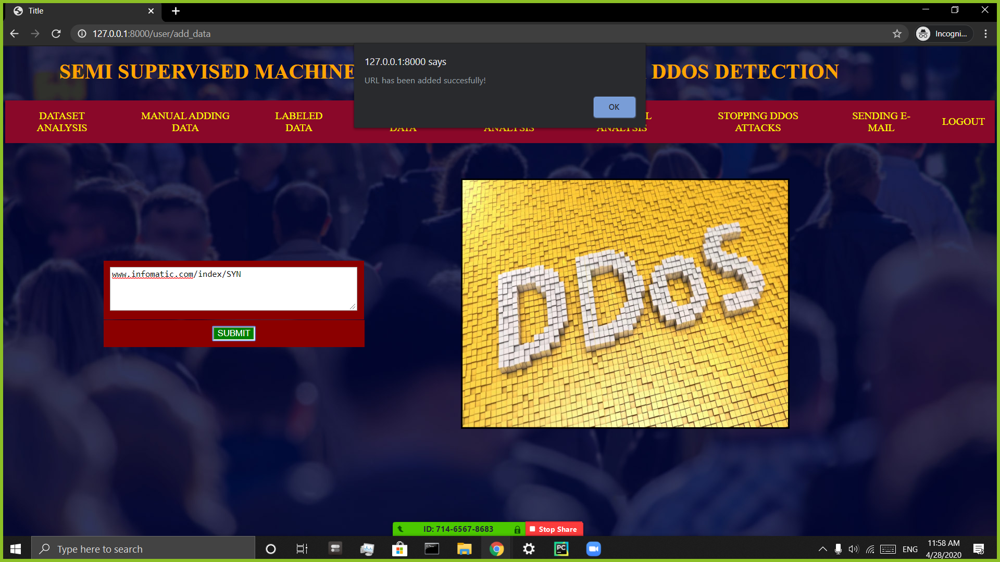 Title
127.0.0.1:8000/user/add_data
Incogni...
127.0.0.1:8000 says
URL has been added succesfully!
OK
SEMI SUPERVISED MACHINE
DDOS DETECTION
DATASET
ANALYSIS
MANUAL ADDING
DATA
LABELED
DATA
DATA
ANALYSIS
L
ANALYSIS
STOPPING DDOS
ATTACKS
SENDING E-
MAIL
LOGOUT
www.infomatic.com/index/SYN
SUBMIT
DDoS
ID: 714-6567-8683
Stop Share
Type here to search
PC
ENG
11:58 AM
4/28/2020